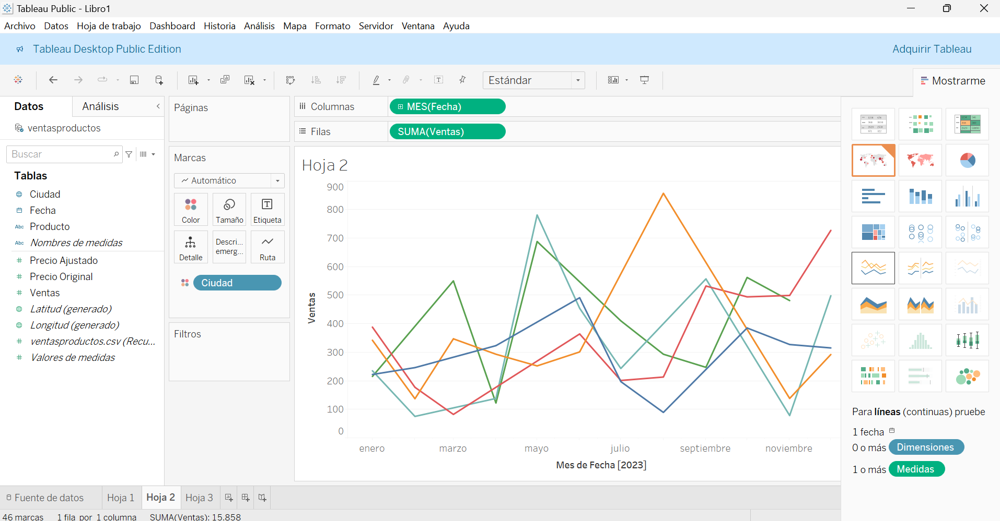 Tableau Public - Libro1
Archivo Datos Hoja de trabajo Dashboard Historia Análisis Mapa Formato Servidor Ventana Ayuda
Tableau Desktop Public Edition
Adquirir Tableau
Estándar
Mostrarme
Datos
Análisis
ventasproductos
Buscar
Tablas
Ciudad
Fecha
Abc Producto
Abc Nombres de medidas
Precio Ajustado
Precio Original
Ventas
Latitud (generado)
Longitud (generado)
ventasproductos.csv (Recu...
Valores de medidas
Páginas
Marcas
Automático
Color
Tamaño
Etiqueta
Detalle
Descri...
emerg...
Ruta
Ciudad
Filtros
Columnas
MES(Fecha)
Filas
SUMA(Ventas)
Hoja 2
900
800
700
600
500
400
300
200
100
0
Ventas
enero
marzo
mayo
julio
septiembre
noviembre
Mes de Fecha [2023]
Para líneas (continuas) pruebe
1 fecha
0 o más Dimensiones
1 o más Medidas
Fuente de datos
Hoja 1
Hoja 2
Hoja 3
46 marcas
1 fila por 1 columna
SUMA(Ventas): 15.858